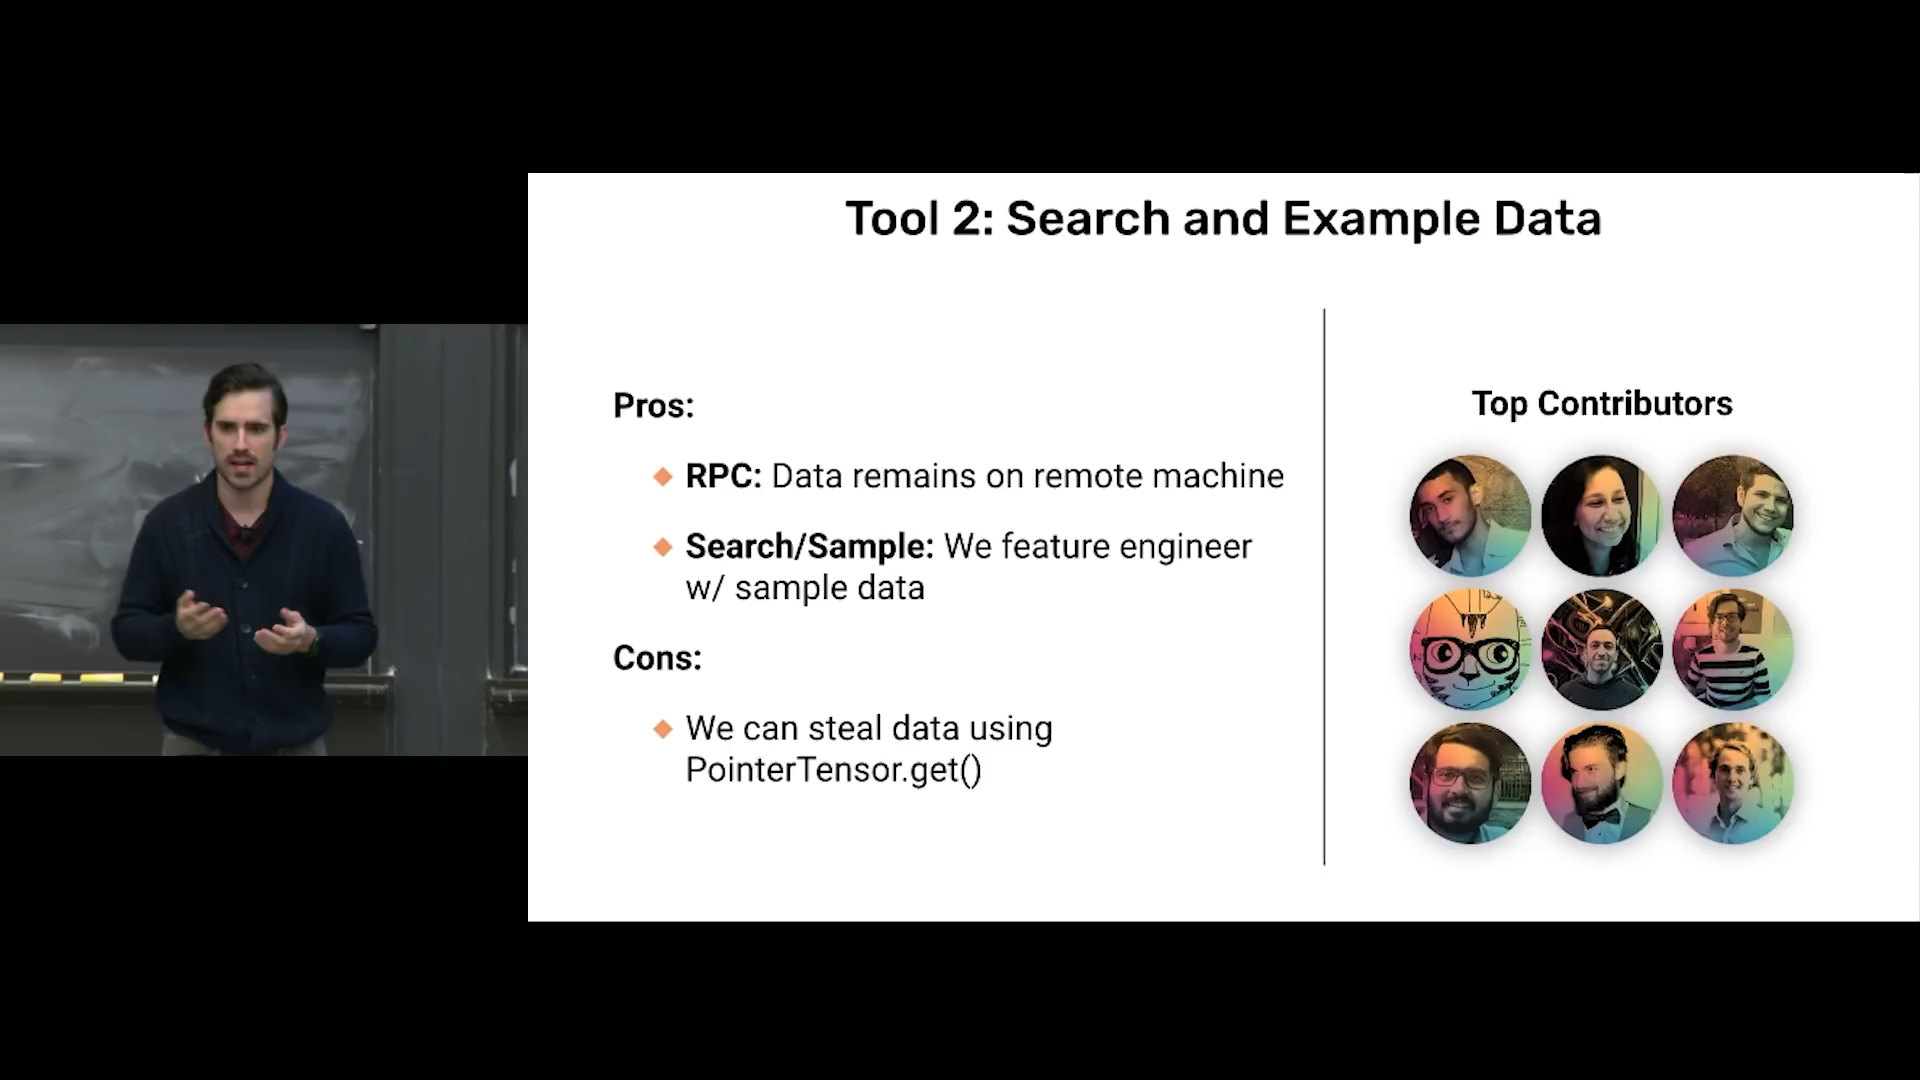 Tool 2: Search and Example Data
Pros:
RPC: Data remains on remote machine
Search/Sample: We feature engineer
w/ sample data
Cons:
We can steal data using
PointerTensor.get()
Top Contributors